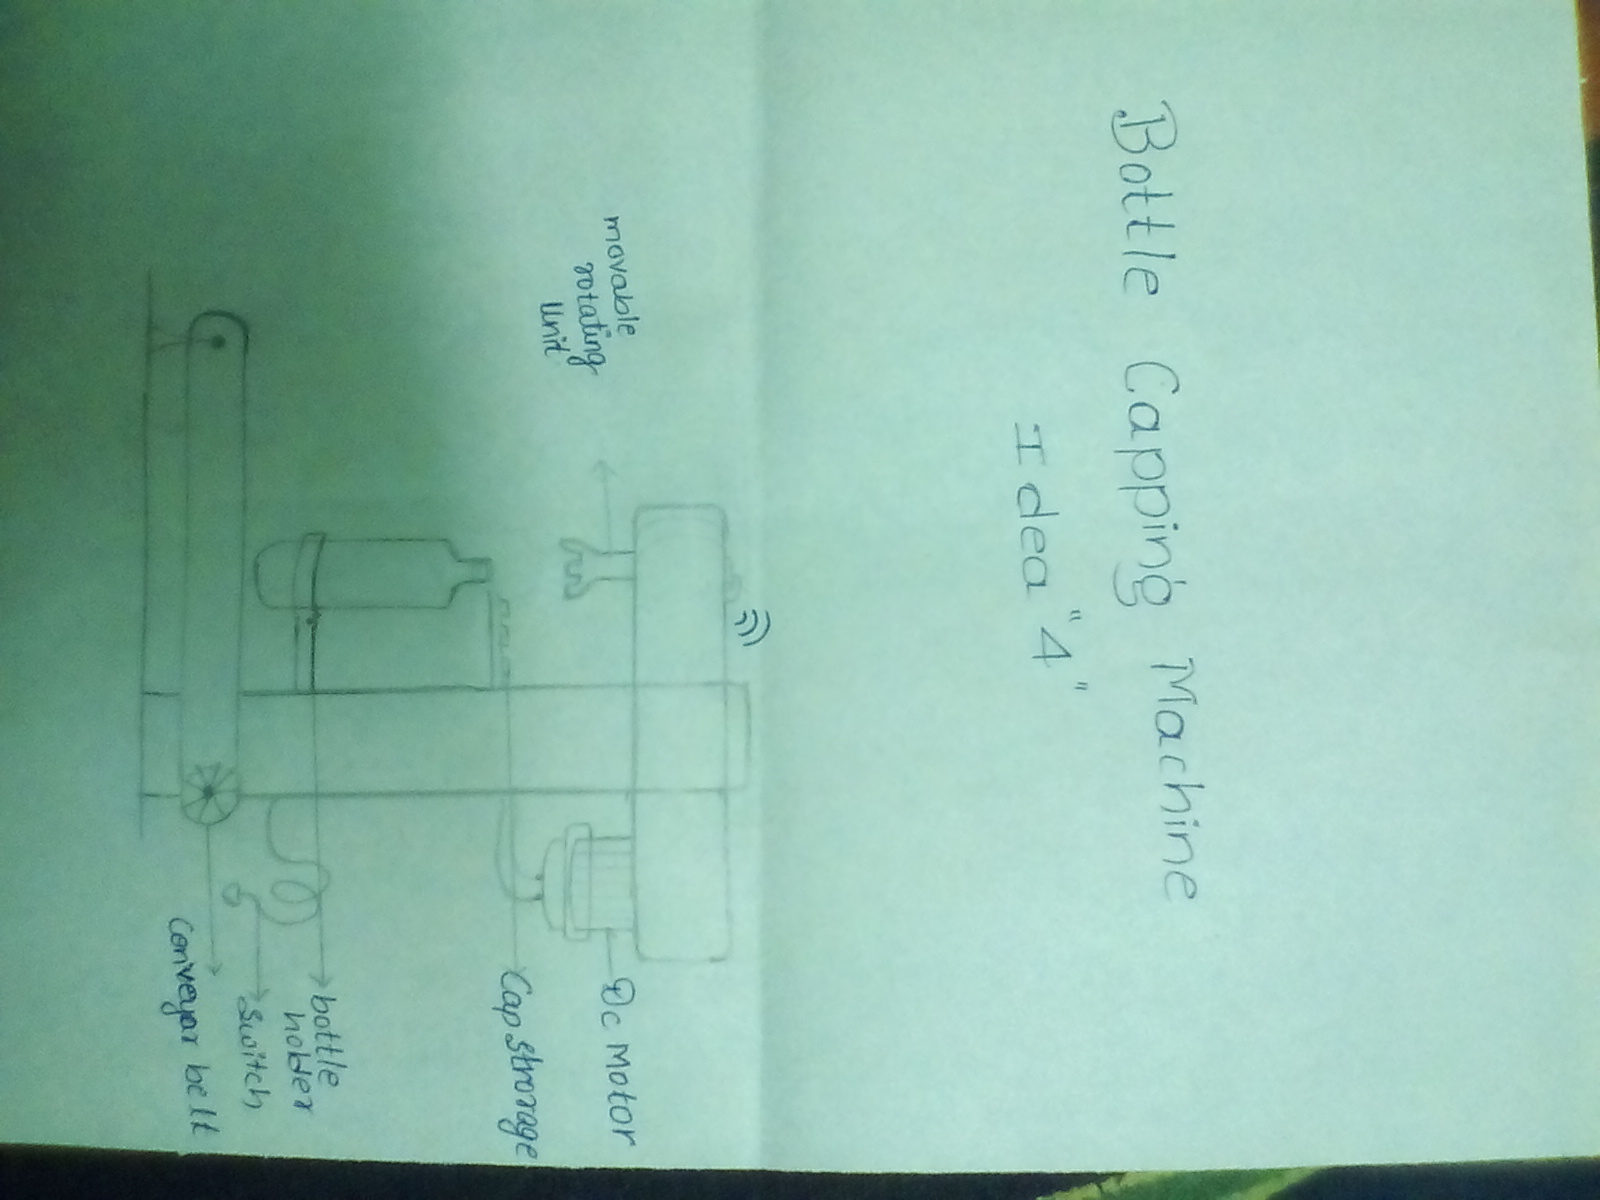 Bottle Capping Machine
Idea "4"
movable
rotating
Unit
Dc Motor
Cap strorage
bottle
holder
Switch
Conveyar belt